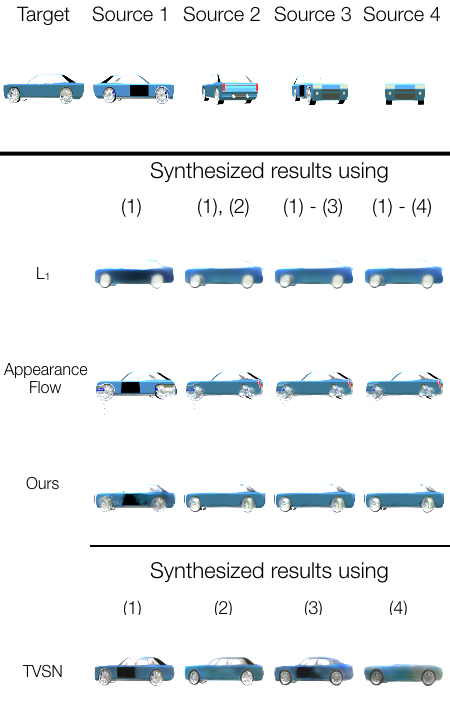 Target Source 1 Source 2 Source 3 Source 4
Synthesized results using
(1) (1), (2) (1) - (3) (1) - (4)
L₁
Appearance
Flow
Ours
Synthesized results using
(1) (2) (3) (4)
TVSN